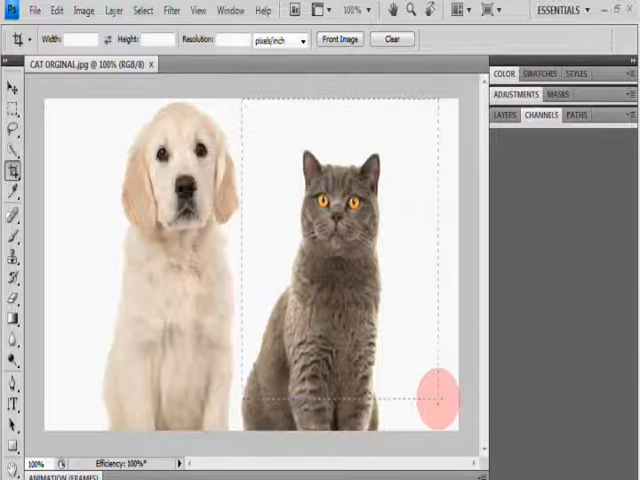 Ps File Edit Image Layer Select Filter View Window Help Br 100% ESSENTIALS
Width: Height: Resolution: pixels/inch Front Image Clear
CAT ORGINAL.jpg @ 100% (RGB/8) x
COLOR SWATCHES STYLES
ADJUSTMENTS MASKS
LAYERS CHANNELS PATHS
100% Efficiency: 100%*
ANIMATION (FRAMES)